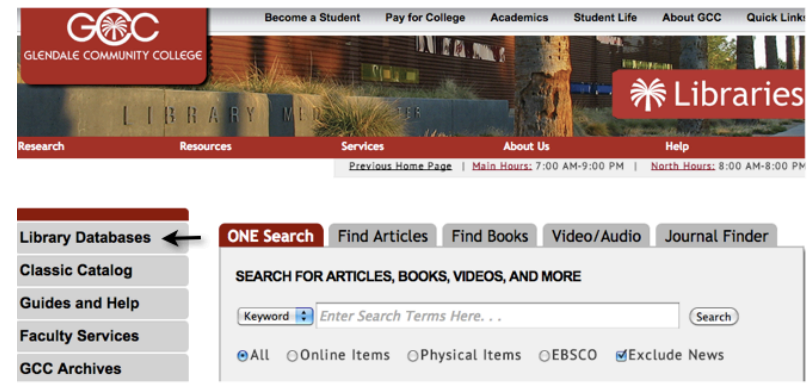 Become a Student Pay for College Academics Student Life About GCC Quick Links
GCC
GLENDALE COMMUNITY COLLEGE
Libraries
LIBRARY MEDIA CENTER
Research Resources Services About Us Help
Previous Home Page | Main Hours: 7:00 AM-9:00 PM | North Hours: 8:00 AM-8:00 PM
Library Databases
Classic Catalog
Guides and Help
Faculty Services
GCC Archives
ONE Search Find Articles Find Books Video/Audio Journal Finder
SEARCH FOR ARTICLES, BOOKS, VIDEOS, AND MORE
Keyword Enter Search Terms Here. . . Search
All Online Items Physical Items EBSCO Exclude News